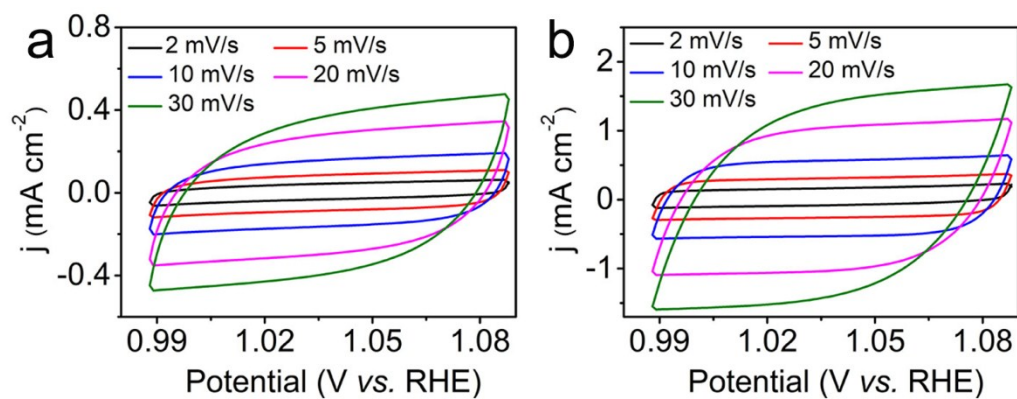 a
0.8
0.4
0.0
-0.4
j (mA cm-2)
2 mV/s
5 mV/s
10 mV/s
20 mV/s
30 mV/s
0.99
1.02
1.05
1.08
Potential (V vs. RHE)
b
2
1
0
-1
j (mA cm-2)
2 mV/s
5 mV/s
10 mV/s
20 mV/s
30 mV/s
0.99
1.02
1.05
1.08
Potential (V vs. RHE)